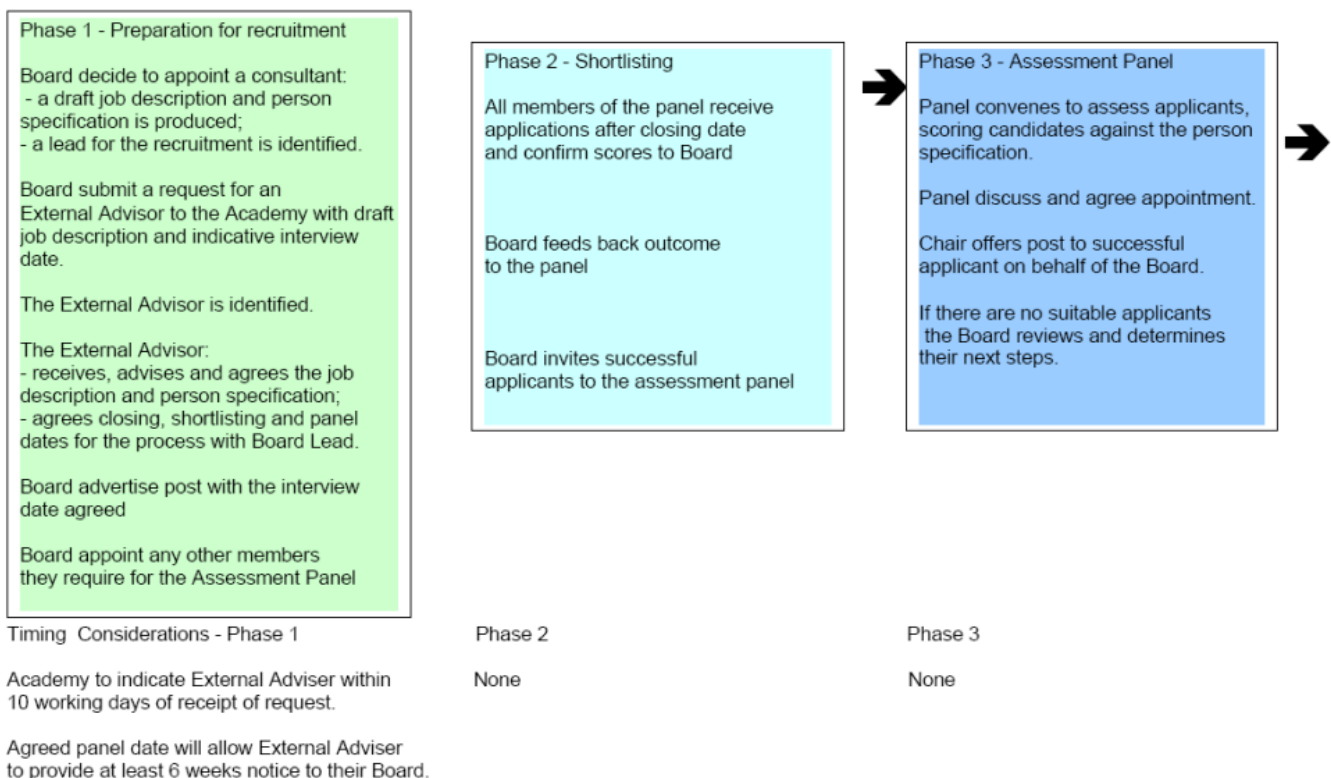 Phase 1 - Preparation for recruitment
Board decide to appoint a consultant:
- a draft job description and person
specification is produced;
- a lead for the recruitment is identified.
Board submit a request for an
External Advisor to the Academy with draft
job description and indicative interview
date.
The External Advisor is identified.
The External Advisor:
- receives, advises and agrees the job
description and person specification;
- agrees closing, shortlisting and panel
dates for the process with Board Lead.
Board advertise post with the interview
date agreed
Board appoint any other members
they require for the Assessment Panel
Phase 2 - Shortlisting
All members of the panel receive
applications after closing date
and confirm scores to Board
Board feeds back outcome
to the panel
Board invites successful
applicants to the assessment panel
Phase 3 - Assessment Panel
Panel convenes to assess applicants,
scoring candidates against the person
specification.
Panel discuss and agree appointment.
Chair offers post to successful
applicant on behalf of the Board.
If there are no suitable applicants
the Board reviews and determines
their next steps.
Timing Considerations - Phase 1
Academy to indicate External Adviser within
10 working days of receipt of request.
Agreed panel date will allow External Adviser
to provide at least 6 weeks notice to their Board.
Phase 2
None
Phase 3
None